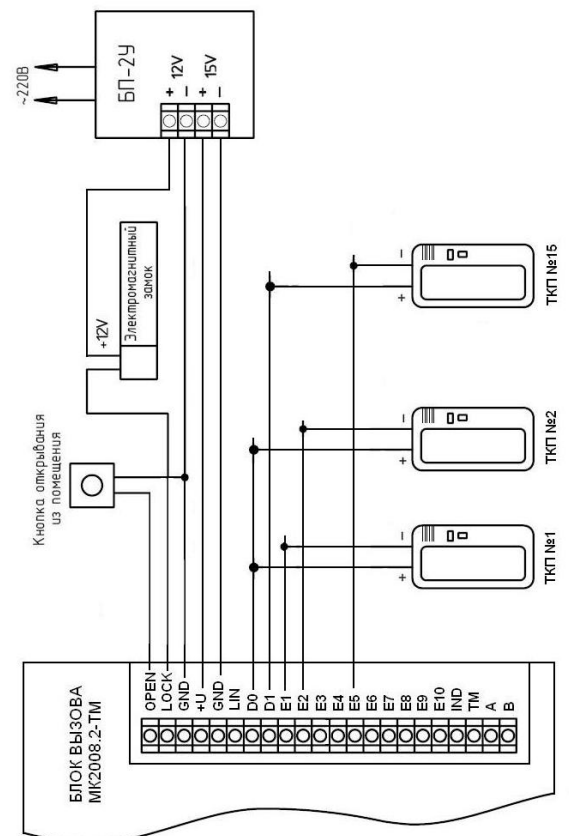 ~220В
БП-2У
+ 12V −
+ 15V −
+12V
Электромагнитный
замок
Кнопка открывания
из помещения
−
+
ТКП №15
−
+
ТКП №2
−
+
ТКП №1
БЛОК ВЫЗОВА
МК2008.2-ТМ
OPEN
LOCK
GND
+U
GND
LIN
D0
D1
E1
E2
E3
E4
E5
E6
E7
E8
E9
E10
IND
TM
A
B